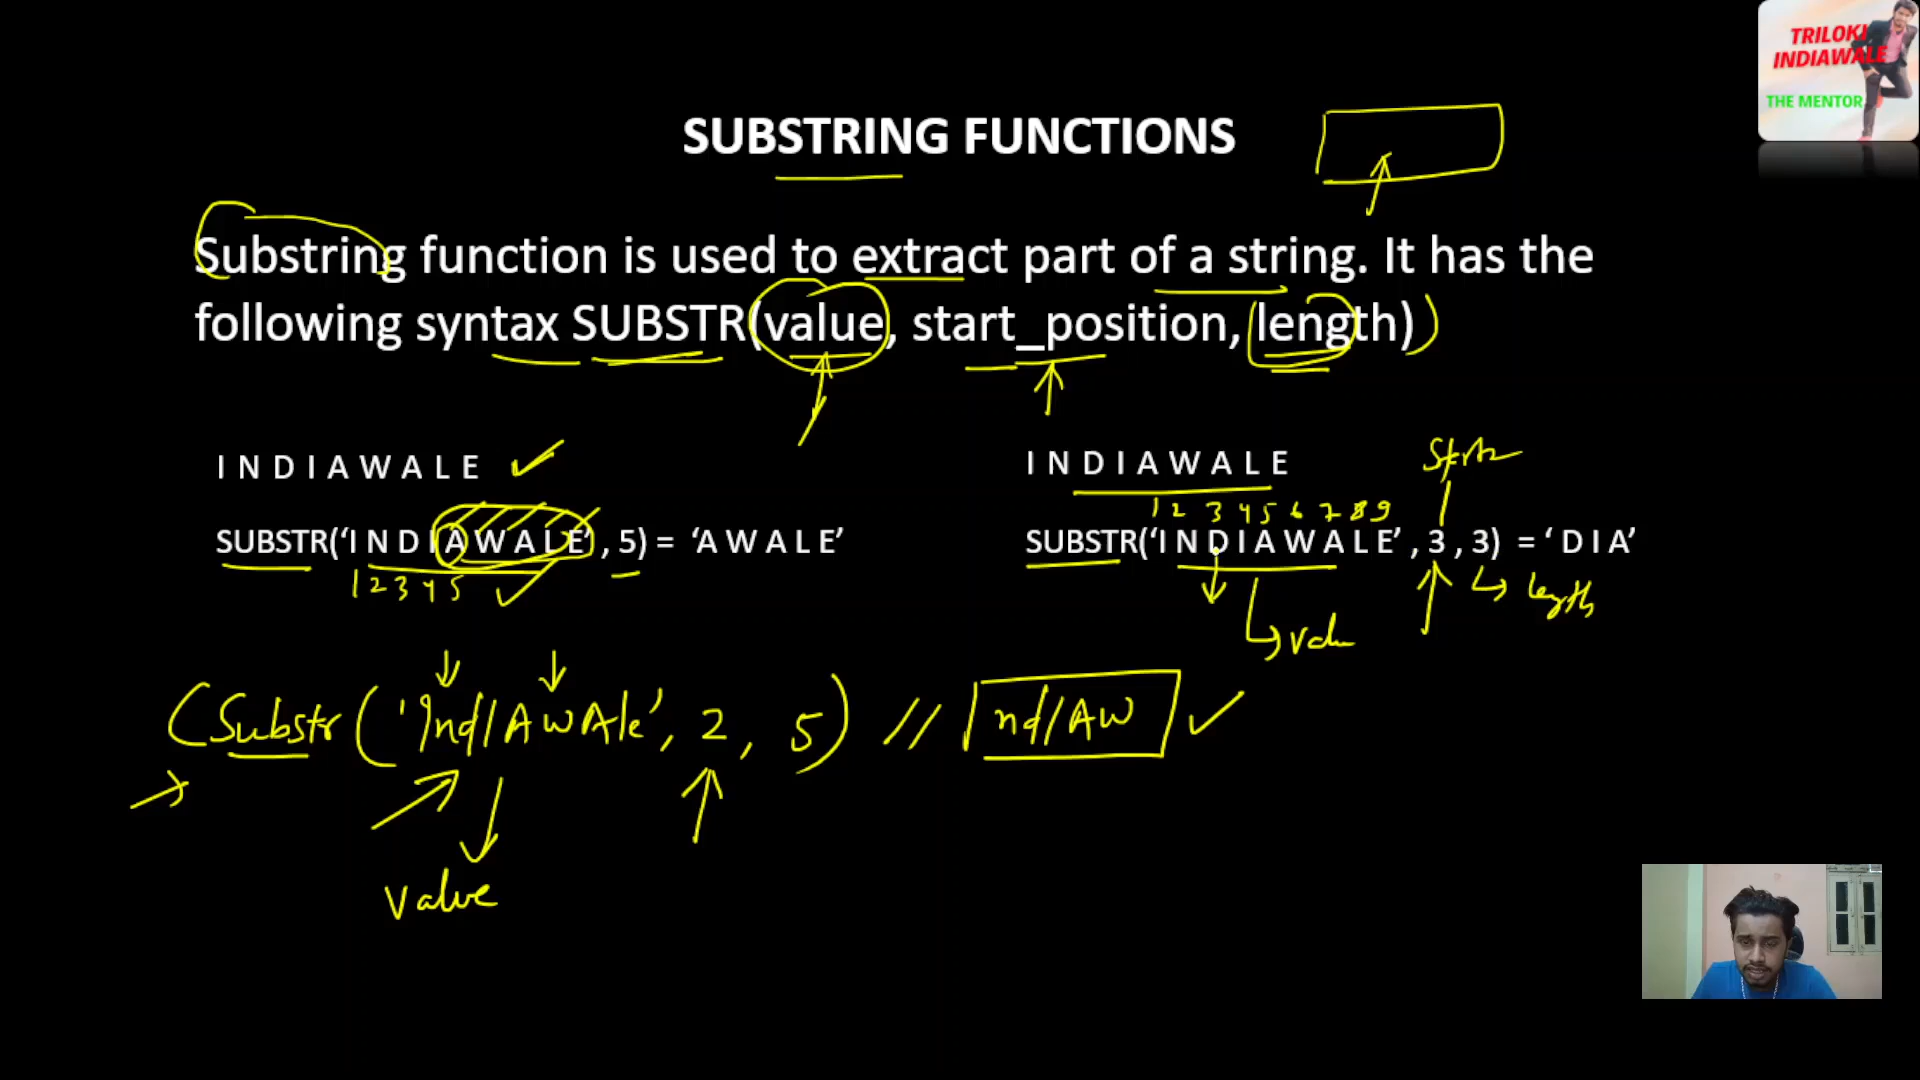 TRILOKI
INDIAWALE
THE MENTOR
SUBSTRING FUNCTIONS
Substring function is used to extract part of a string. It has the
following syntax SUBSTR(value, start_position, length))
I N D I A W A L E
SUBSTR(‘I N D I A W A L E’ , 5) = ‘A W A L E’
1 2 3 4 5
I N D I A W A L E
1 2 3 4 5 6 7 8 9
SUBSTR(‘I N D I A W A L E’ , 3 , 3) = ‘ D I A’
length
(Substr('IndIAWAle', 2, 5) // ndIAW
value